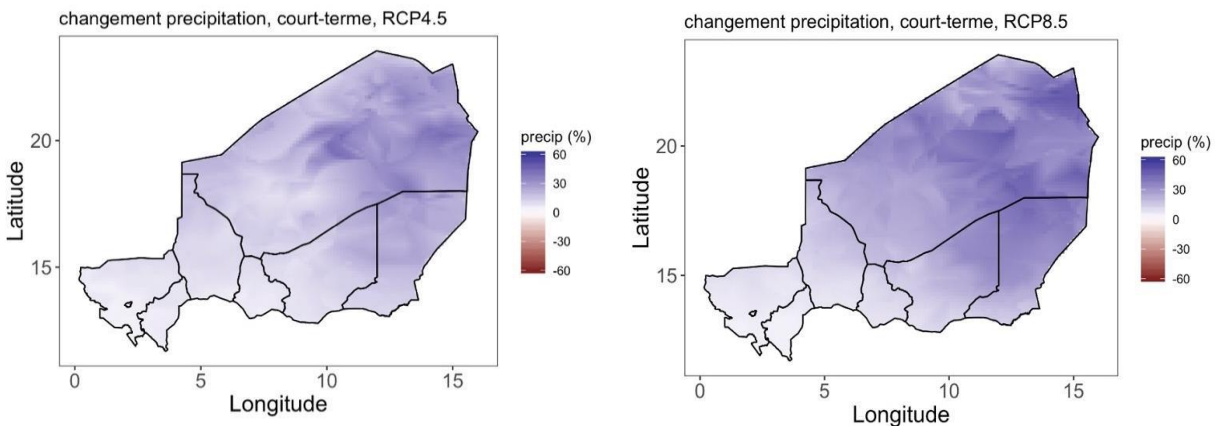 changement precipitation, court-terme, RCP4.5
Latitude
20
15
0
5
10
15
Longitude
precip (%)
60
30
0
-30
-60
changement precipitation, court-terme, RCP8.5
Latitude
20
15
0
5
10
15
Longitude
precip (%)
60
30
0
-30
-60